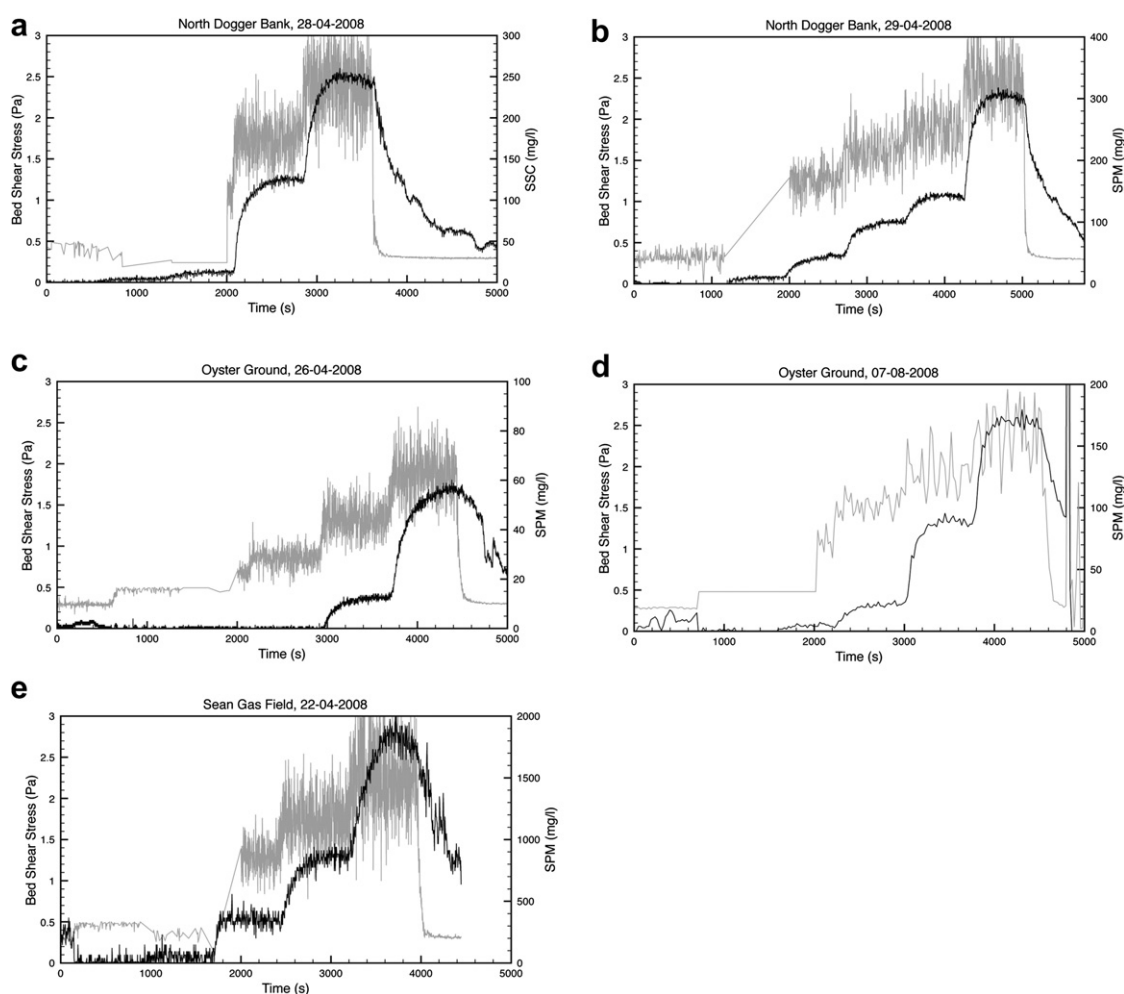 a
North Dogger Bank, 28-04-2008
3
2.5
2
1.5
1
0.5
0
Bed Shear Stress (Pa)
300
250
200
150
100
50
0
SSC (mg/l)
0 1000 2000 3000 4000 5000
Time (s)
b
North Dogger Bank, 29-04-2008
3
2.5
2
1.5
1
0.5
0
Bed Shear Stress (Pa)
400
300
200
100
0
SPM (mg/l)
0 1000 2000 3000 4000 5000
Time (s)
c
Oyster Ground, 26-04-2008
3
2.5
2
1.5
1
0.5
0
Bed Shear Stress (Pa)
100
80
60
40
20
0
SPM (mg/l)
0 1000 2000 3000 4000 5000
Time (s)
d
Oyster Ground, 07-08-2008
3
2.5
2
1.5
1
0.5
0
Bed Shear Stress (Pa)
200
150
100
50
0
SPM (mg/l)
0 1000 2000 3000 4000 5000
Time (s)
e
Sean Gas Field, 22-04-2008
3
2.5
2
1.5
1
0.5
0
Bed Shear Stress (Pa)
2000
1500
1000
500
0
SPM (mg/l)
0 1000 2000 3000 4000 5000
Time (s)